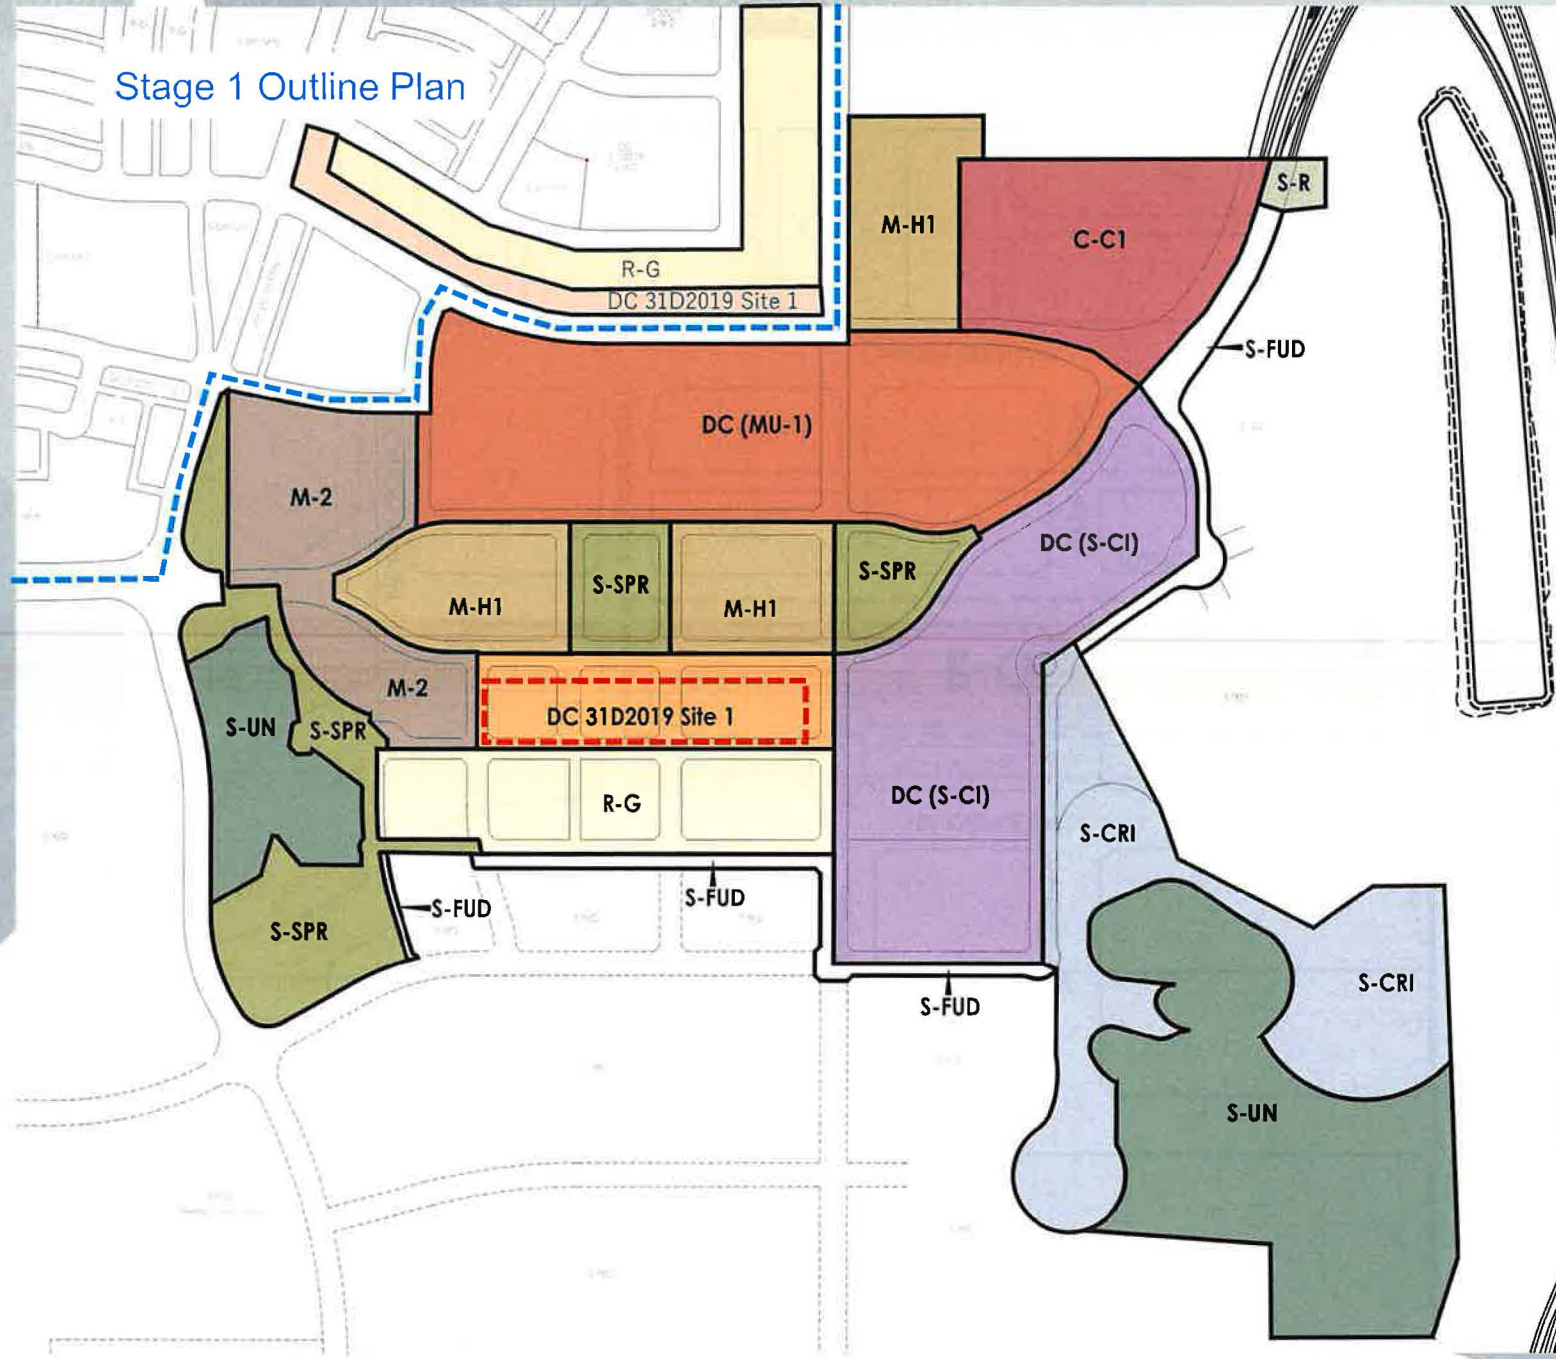 Stage 1 Outline Plan
S-R
M-H1
C-C1
R-G
DC 31D2019 Site 1
S-FUD
DC (MU-1)
M-2
DC (S-CI)
S-SPR
S-SPR
M-H1
M-H1
M-2
S-UN
S-SPR
DC 31D2019 Site 1
DC (S-CI)
R-G
S-CRI
S-FUD
S-FUD
S-SPR
S-CRI
S-FUD
S-UN